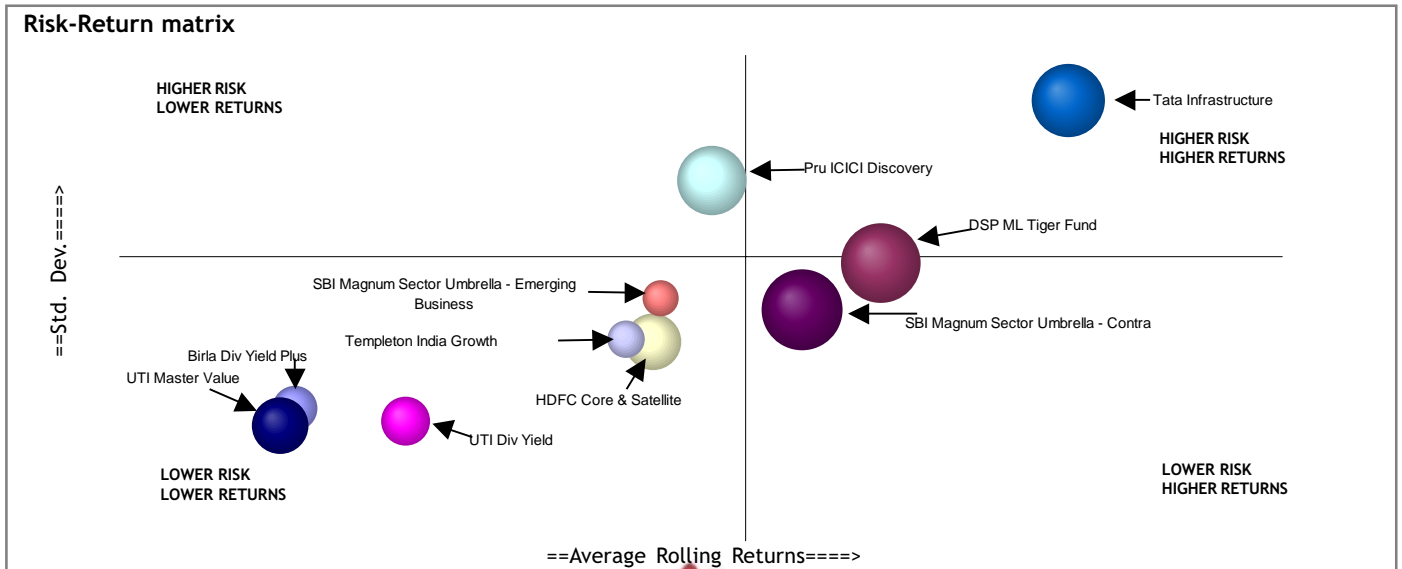 Risk-Return matrix
HIGHER RISK
LOWER RETURNS
Tata Infrastructure
HIGHER RISK
HIGHER RETURNS
Pru ICICI Discovery
DSP ML Tiger Fund
==Std. Dev.=====>
SBI Magnum Sector Umbrella - Emerging
Business
SBI Magnum Sector Umbrella - Contra
Templeton India Growth
Birla Div Yield Plus
UTI Master Value
HDFC Core & Satellite
UTI Div Yield
LOWER RISK
LOWER RETURNS
LOWER RISK
HIGHER RETURNS
==Average Rolling Returns====>